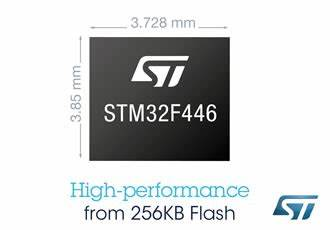 3.728 mm
3.85 mm
ST
STM32F446
High-performance
from 256KB Flash
ST